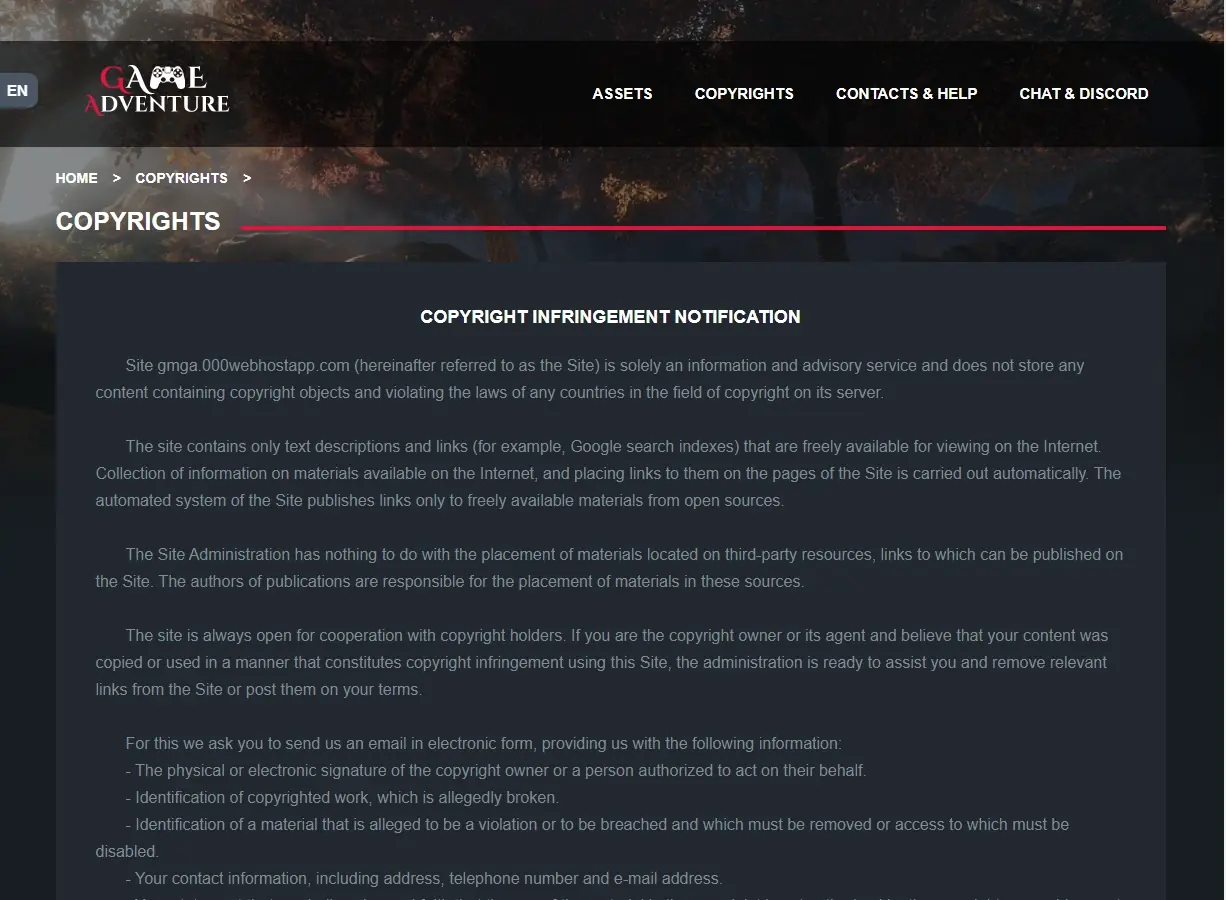 EN
GAME
ADVENTURE
ASSETS
COPYRIGHTS
CONTACTS & HELP
CHAT & DISCORD
HOME > COPYRIGHTS >
COPYRIGHTS
COPYRIGHT INFRINGEMENT NOTIFICATION
Site gmga.000webhostapp.com (hereinafter referred to as the Site) is solely an information and advisory service and does not store any
content containing copyright objects and violating the laws of any countries in the field of copyright on its server.
The site contains only text descriptions and links (for example, Google search indexes) that are freely available for viewing on the Internet.
Collection of information on materials available on the Internet, and placing links to them on the pages of the Site is carried out automatically. The
automated system of the Site publishes links only to freely available materials from open sources.
The Site Administration has nothing to do with the placement of materials located on third-party resources, links to which can be published on
the Site. The authors of publications are responsible for the placement of materials in these sources.
The site is always open for cooperation with copyright holders. If you are the copyright owner or its agent and believe that your content was
copied or used in a manner that constitutes copyright infringement using this Site, the administration is ready to assist you and remove relevant
links from the Site or post them on your terms.
For this we ask you to send us an email in electronic form, providing us with the following information:
- The physical or electronic signature of the copyright owner or a person authorized to act on their behalf.
- Identification of copyrighted work, which is allegedly broken.
- Identification of a material that is alleged to be a violation or to be breached and which must be removed or access to which must be
disabled.
- Your contact information, including address, telephone number and e-mail address.